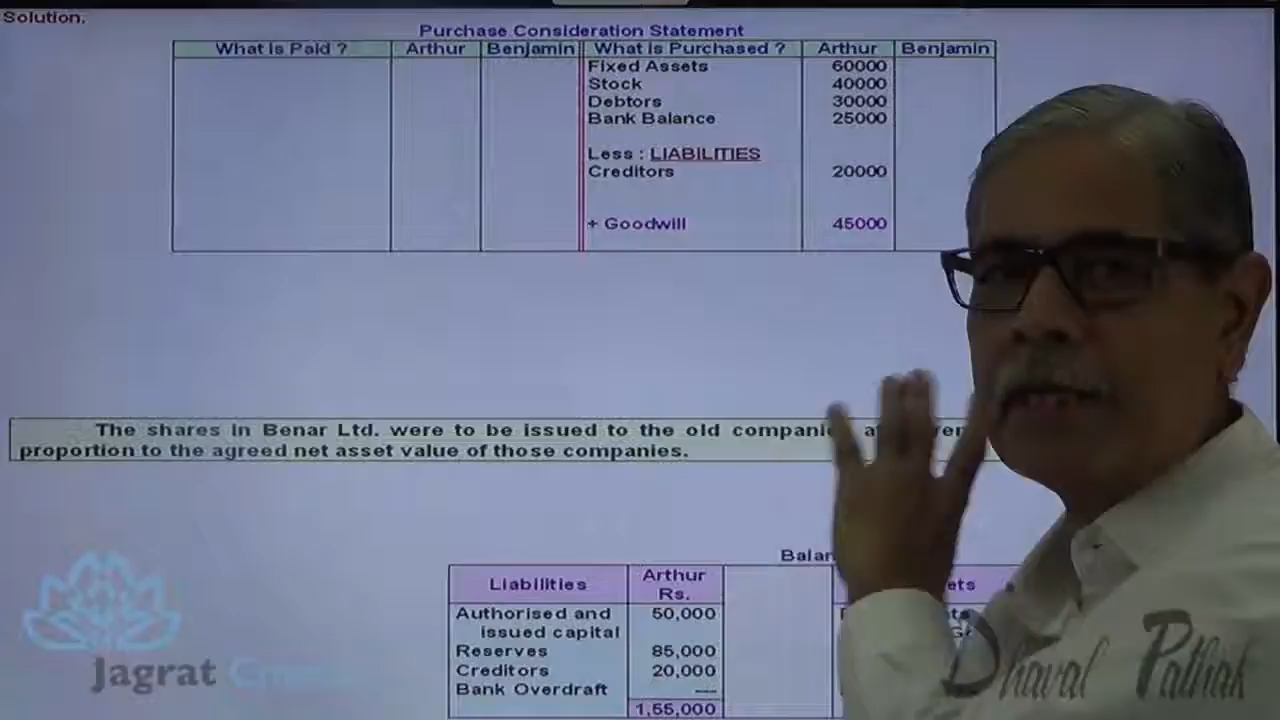 Solution.
Purchase Consideration Statement
What is Paid ? Arthur Benjamin What is Purchased ? Arthur Benjamin
Fixed Assets 60000
Stock 40000
Debtors 30000
Bank Balance 25000
Less : LIABILITIES
Creditors 20000
+ Goodwill 45000
The shares in Benar Ltd. were to be issued to the old
proportion to the agreed net asset value of those companies.
Liabilities Arthur Rs.
Authorised and issued capital 50,000
Reserves 85,000
Creditors 20,000
Bank Overdraft ----
1,55,000
Jagrat
Dhaval Pathak